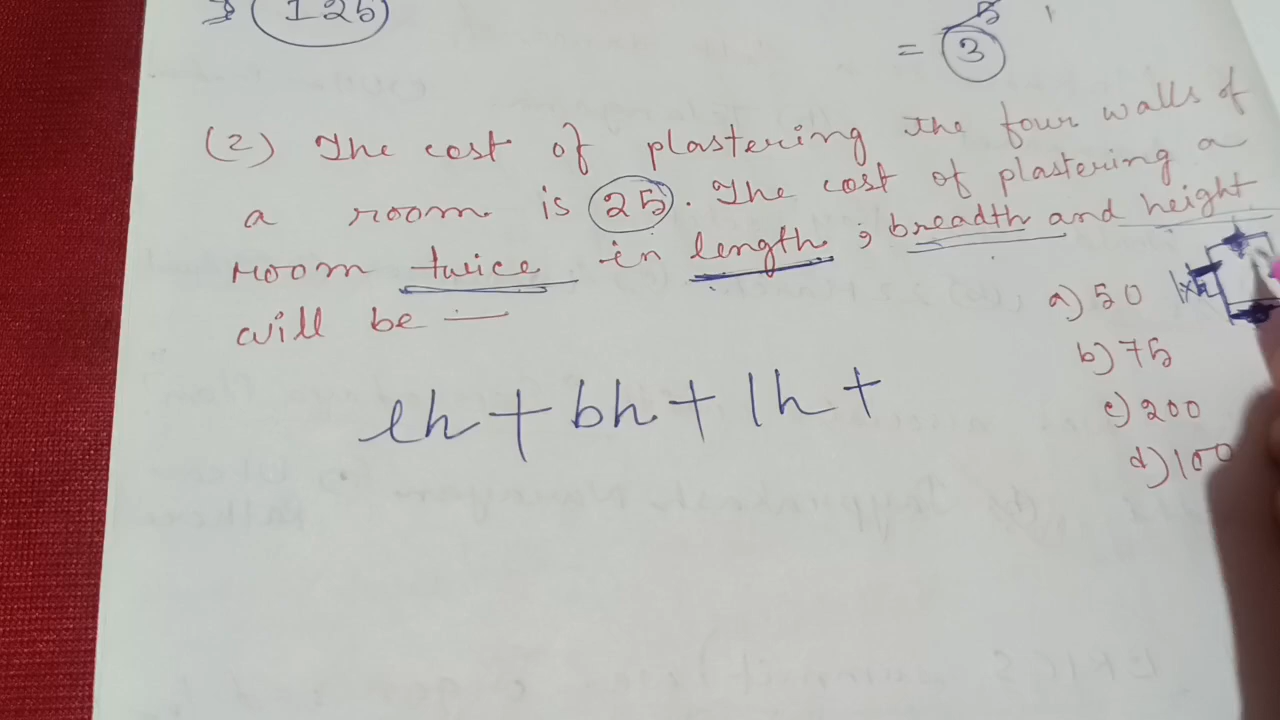 ⇒ 125
= 3
(2) The cost of plastering the four walls of
a room is 25. The cost of plastering a
room twice in length, breadth and height
will be —
a) 50
b) 75
c) 200
d) 100
lh + bh + lh +